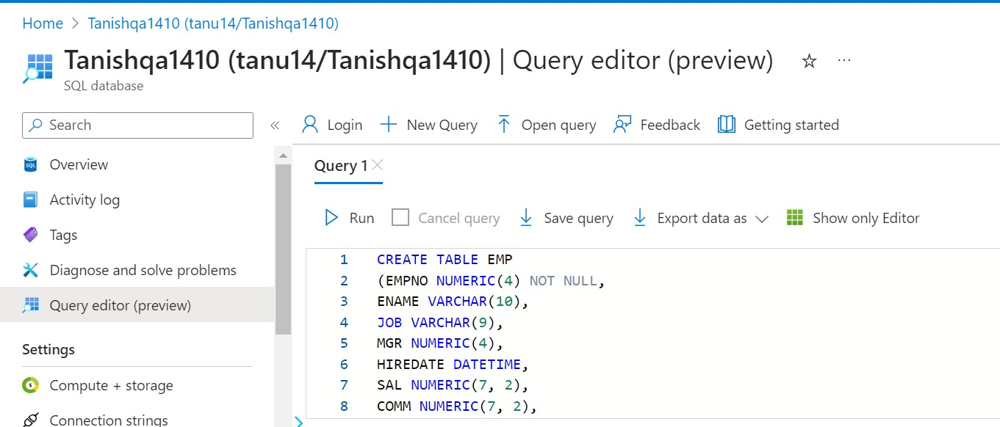 Home > Tanishqa1410 (tanu14/Tanishqa1410)
Tanishqa1410 (tanu14/Tanishqa1410) | Query editor (preview)
SQL database
Search
Overview
Activity log
Tags
Diagnose and solve problems
Query editor (preview)
Settings
Compute + storage
Connection strings
Login
New Query
Open query
Feedback
Getting started
Query 1
Run
Cancel query
Save query
Export data as
Show only Editor
1 CREATE TABLE EMP
2 (EMPNO NUMERIC(4) NOT NULL,
3 ENAME VARCHAR(10),
4 JOB VARCHAR(9),
5 MGR NUMERIC(4),
6 HIREDATE DATETIME,
7 SAL NUMERIC(7, 2),
8 COMM NUMERIC(7, 2),